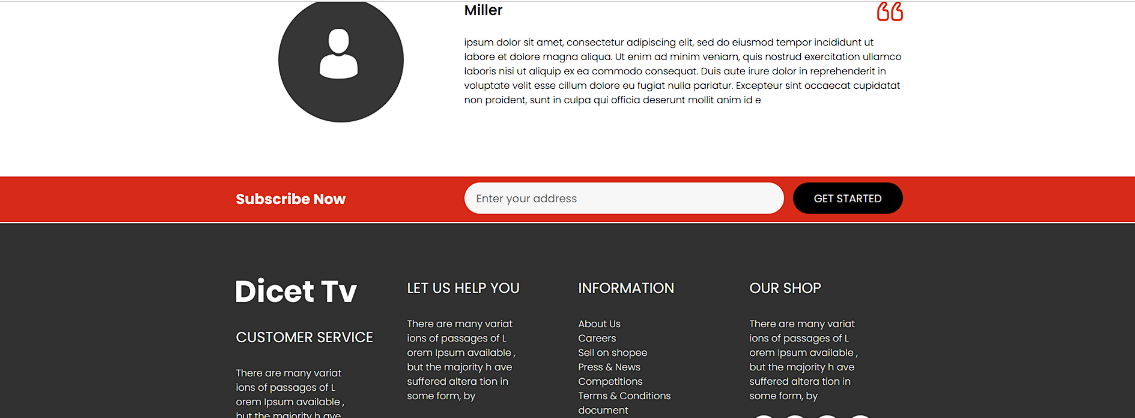 Miller
ipsum dolor sit amet, consectetur adipiscing elit, sed do eiusmod tempor incididunt ut
labore et dolore magna aliqua. Ut enim ad minim veniam, quis nostrud exercitation ullamco
laboris nisi ut aliquip ex ea commodo consequat. Duis aute irure dolor in reprehenderit in
voluptate velit esse cillum dolore eu fugiat nulla pariatur. Excepteur sint occaecat cupidatat
non proident, sunt in culpa qui officia deserunt mollit anim id e
Subscribe Now
Enter your address
GET STARTED
Dicet Tv
CUSTOMER SERVICE
There are many variat
ions of passages of L
orem Ipsum available ,
but the majority h ave
LET US HELP YOU
There are many variat
ions of passages of L
orem Ipsum available ,
but the majority h ave
suffered altera tion in
some form, by
INFORMATION
About Us
Careers
Sell on shopee
Press & News
Competitions
Terms & Conditions
document
OUR SHOP
There are many variat
ions of passages of L
orem Ipsum available ,
but the majority h ave
suffered altera tion in
some form, by